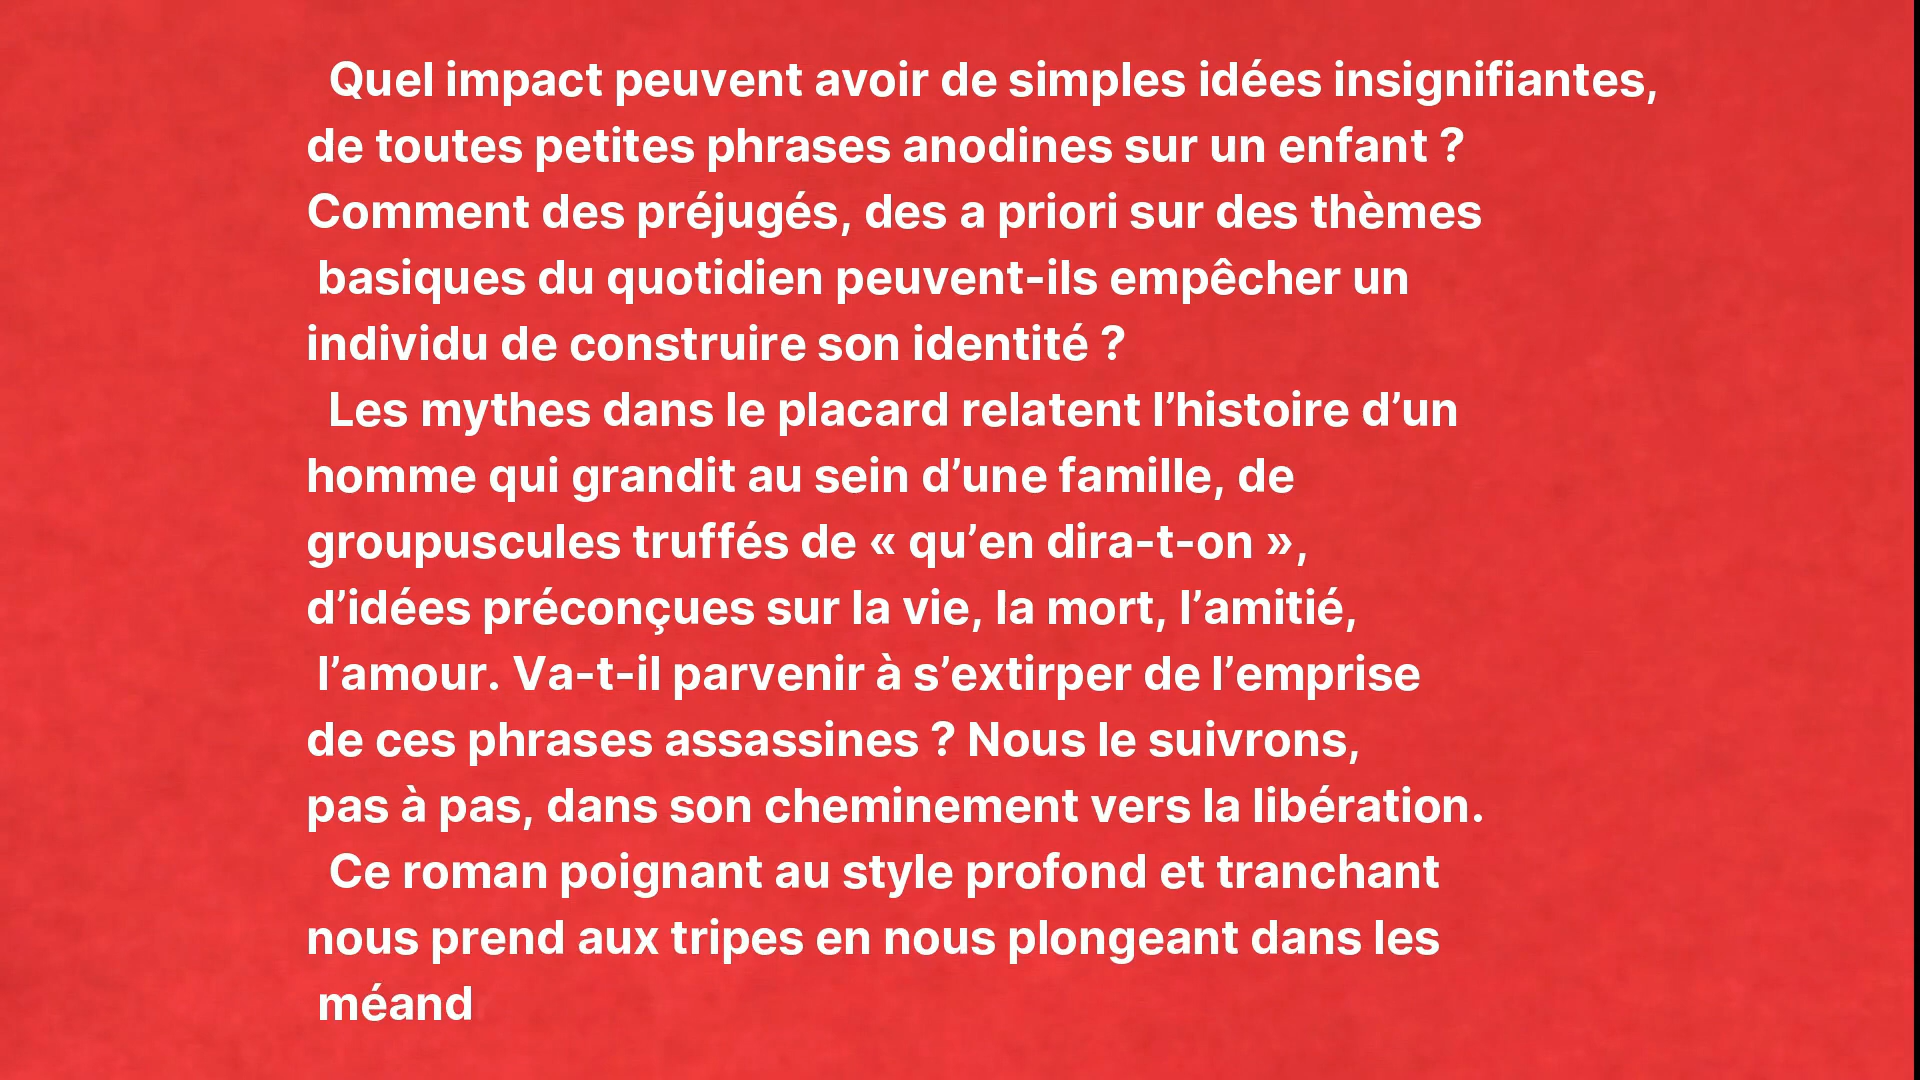 Quel impact peuvent avoir de simples idées insignifiantes,
de toutes petites phrases anodines sur un enfant ?
Comment des préjugés, des a priori sur des thèmes
basiques du quotidien peuvent-ils empêcher un
individu de construire son identité ?
Les mythes dans le placard relatent l’histoire d’un
homme qui grandit au sein d’une famille, de
groupuscules truffés de « qu’en dira-t-on »,
d’idées préconçues sur la vie, la mort, l’amitié,
l’amour. Va-t-il parvenir à s’extirper de l’emprise
de ces phrases assassines ? Nous le suivrons,
pas à pas, dans son cheminement vers la libération.
Ce roman poignant au style profond et tranchant
nous prend aux tripes en nous plongeant dans les
méand